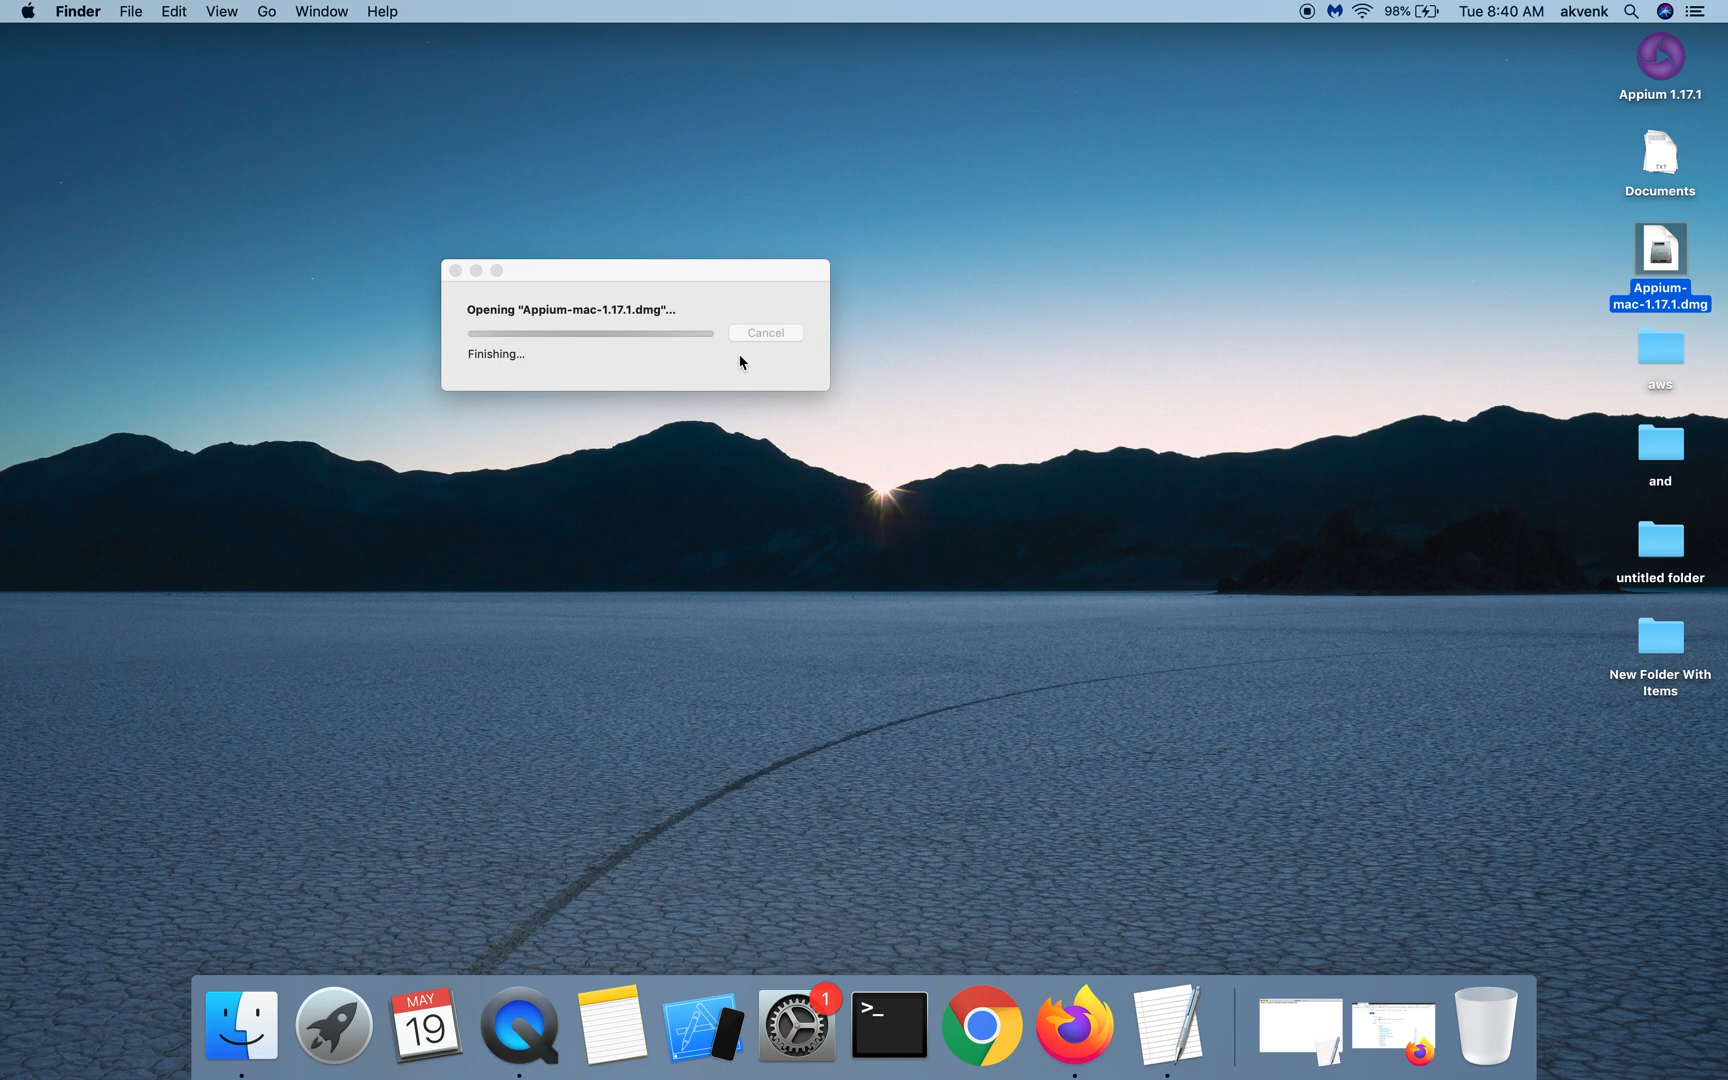 Finder File Edit View Go Window Help
98% Tue 8:40 AM akvenk
Appium 1.17.1
TXT
Documents
Appium-
mac-1.17.1.dmg
aws
and
untitled folder
New Folder With
Items
Opening "Appium-mac-1.17.1.dmg"...
Cancel
Finishing...
MAY
19
1
>_